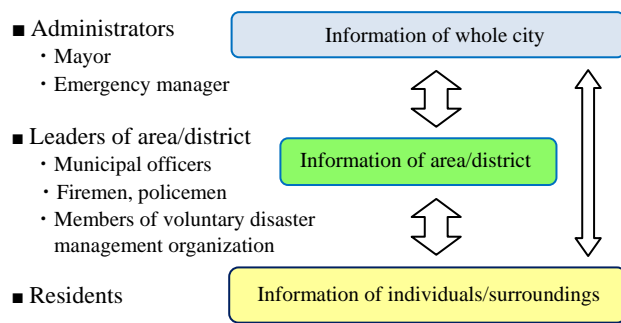 ■ Administrators
・Mayor
・Emergency manager
Information of whole city
■ Leaders of area/district
・Municipal officers
・Firemen, policemen
・Members of voluntary disaster
management organization
Information of area/district
■ Residents
Information of individuals/surroundings